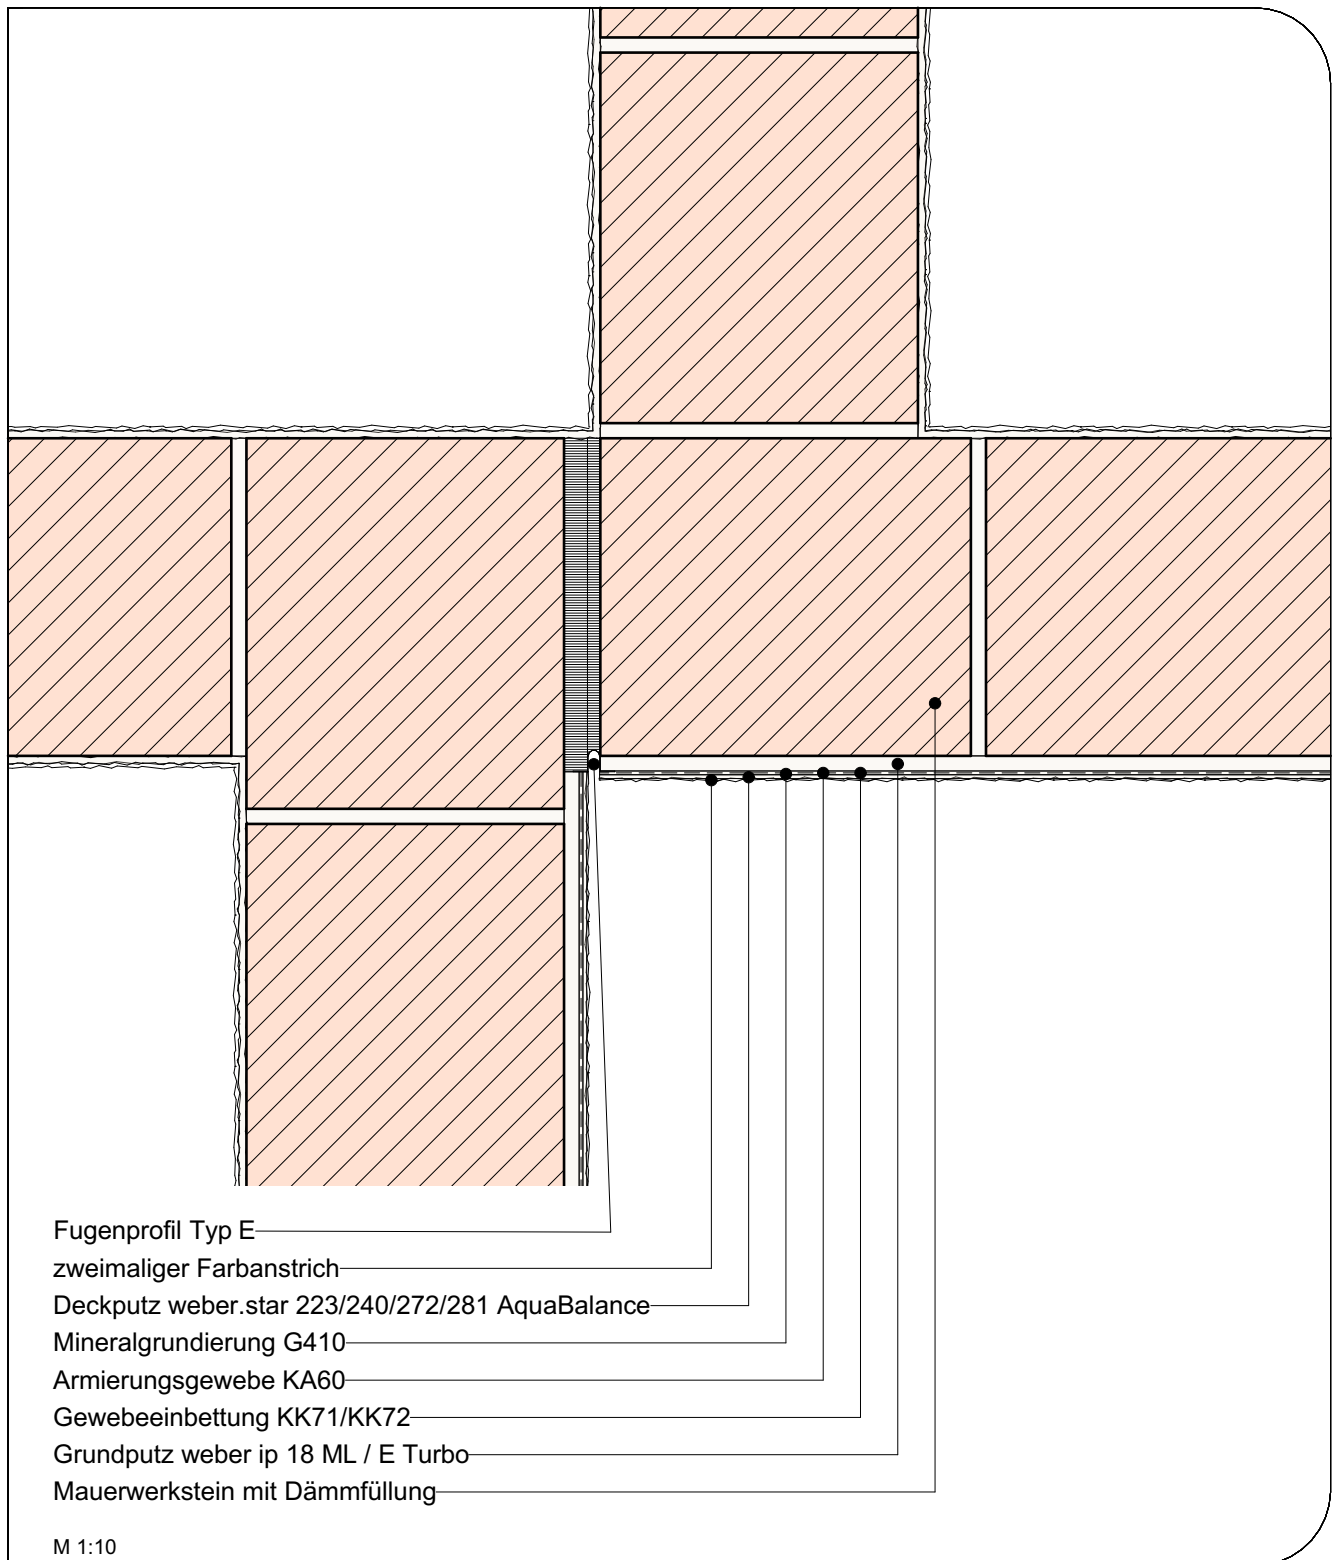 Fugenprofil Typ E
zweimaliger Farbanstrich
Deckputz weber.star 223/240/272/281 AquaBalance
Mineralgrundierung G410
Armierungsgewebe KA60
Gewebeeinbettung KK71/KK72
Grundputz weber ip 18 ML / E Turbo
Mauerwerkstein mit Dämmfüllung
M 1:10